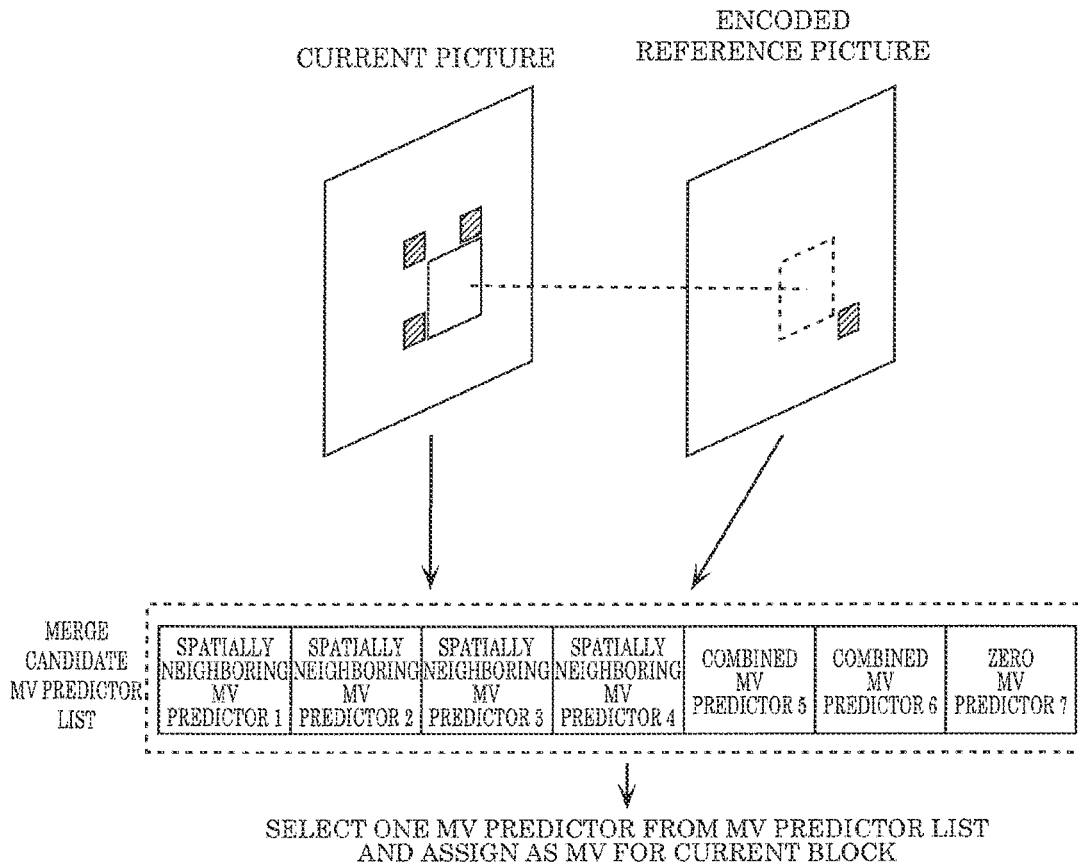 CURRENT PICTURE
ENCODED
REFERENCE PICTURE
MERGE
CANDIDATE
MV PREDICTOR
LIST
SPATIALLY
NEIGHBORING
MV
PREDICTOR 1
SPATIALLY
NEIGHBORING
MV
PREDICTOR 2
SPATIALLY
NEIGHBORING
MV
PREDICTOR 3
SPATIALLY
NEIGHBORING
MV
PREDICTOR 4
COMBINED
MV
PREDICTOR 5
COMBINED
MV
PREDICTOR 6
ZERO
MV
PREDICTOR 7
SELECT ONE MV PREDICTOR FROM MV PREDICTOR LIST
AND ASSIGN AS MV FOR CURRENT BLOCK